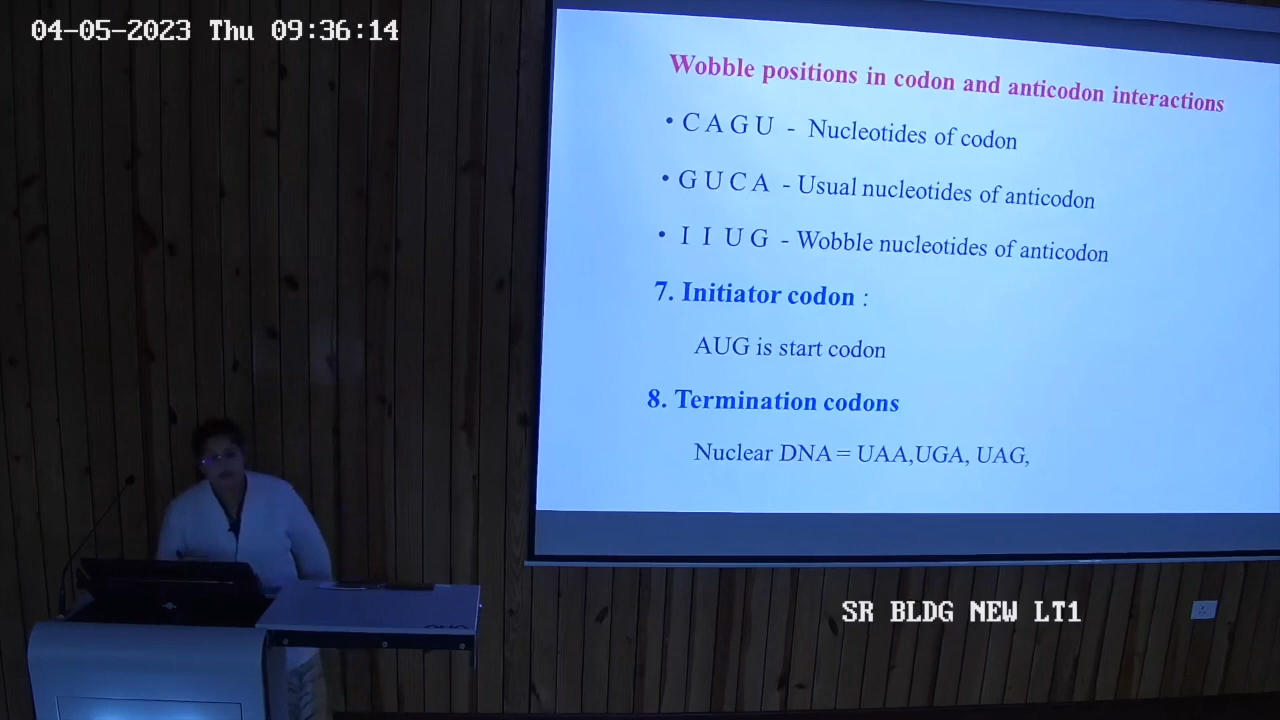 04-05-2023 Thu 09:36:14
Wobble positions in codon and anticodon interactions
• C A G U - Nucleotides of codon
• G U C A - Usual nucleotides of anticodon
• I I U G - Wobble nucleotides of anticodon
7. Initiator codon :
AUG is start codon
8. Termination codons
Nuclear DNA = UAA,UGA, UAG,
SR BLDG NEW LT1